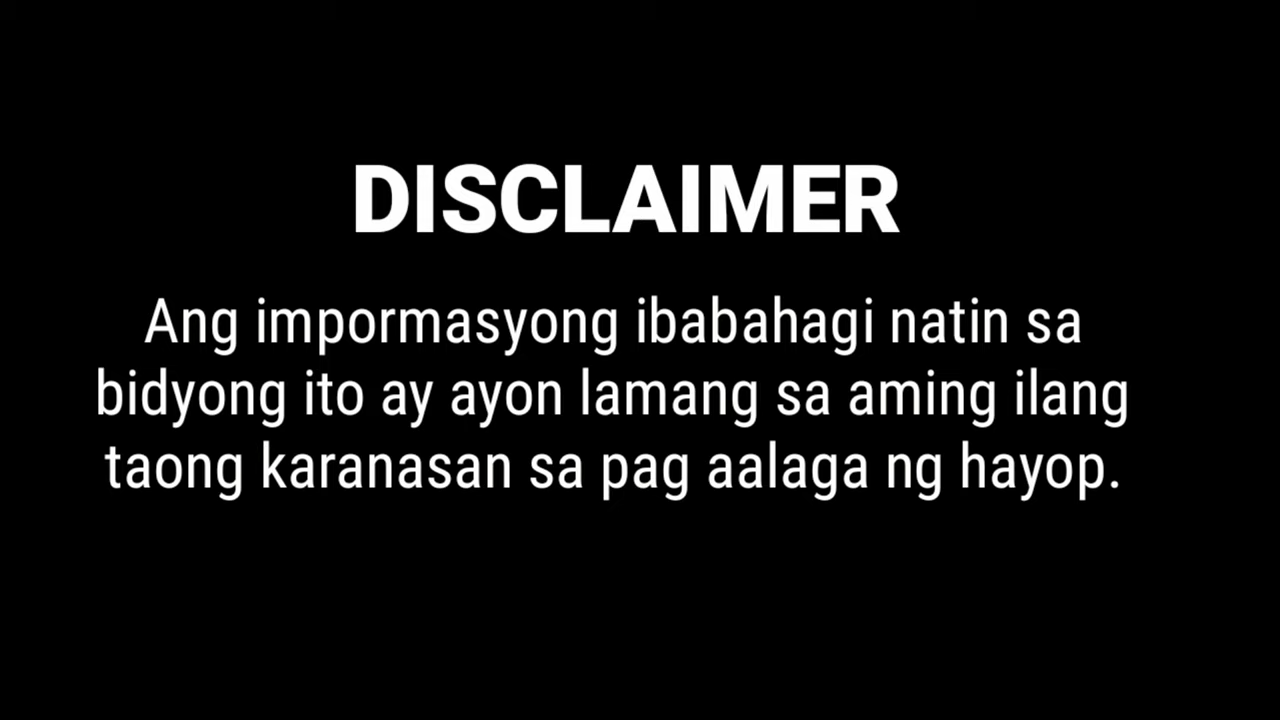 DISCLAIMER
Ang impormasyong ibabahagi natin sa
bidyong ito ay ayon lamang sa aming ilang
taong karanasan sa pag aalaga ng hayop.